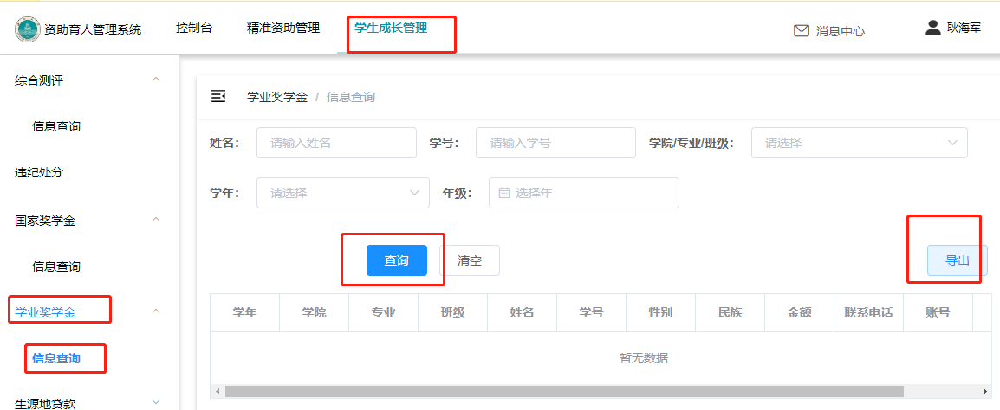 资助育人管理系统 控制台 精准资助管理 学生成长管理 消息中心 耿海军
综合测评
信息查询
违纪处分
国家奖学金
信息查询
学业奖学金
信息查询
生源地贷款
学业奖学金 / 信息查询
姓名： 请输入姓名 学号： 请输入学号 学院/专业/班级： 请选择
学年： 请选择 年级： 选择年
查询 清空 导出
学年 学院 专业 班级 姓名 学号 性别 民族 金额 联系电话 账号
暂无数据